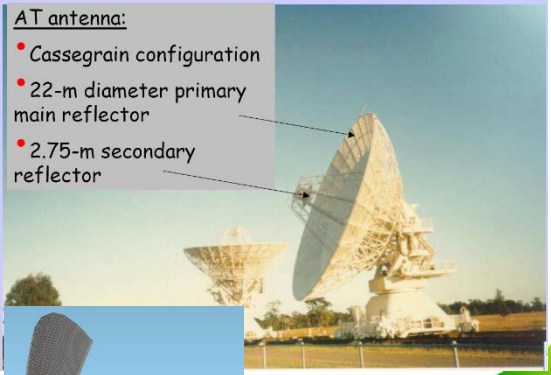 AT antenna:
• Cassegrain configuration
• 22-m diameter primary
main reflector
• 2.75-m secondary
reflector